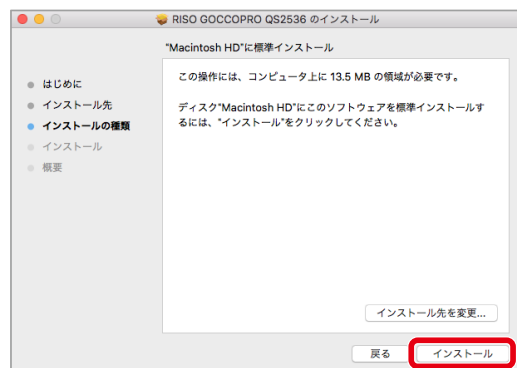 RISO GOCCOPRO QS2536 のインストール
"Macintosh HD"に標準インストール
はじめに
インストール先
インストールの種類
インストール
概要
この操作には、コンピュータ上に 13.5 MB の領域が必要です。
ディスク"Macintosh HD"にこのソフトウェアを標準インストールす
るには、"インストール"をクリックしてください。
インストール先を変更...
戻る
インストール